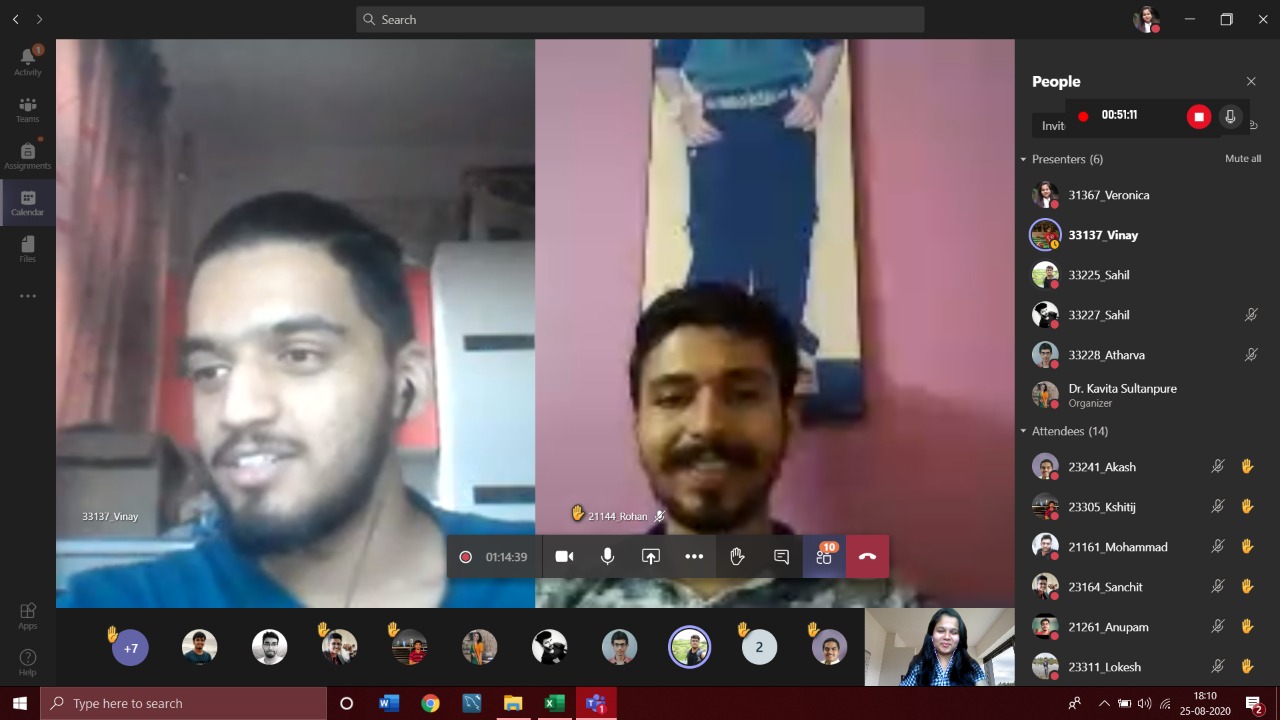 Search
1
Activity
Teams
Assignments
Calendar
Files
Apps
Help
33137_Vinay
21144_Rohan
01:14:39
10
+7
2
People
Invit
00:51:11
Presenters (6)
Mute all
31367_Veronica
33137_Vinay
33225_Sahil
33227_Sahil
33228_Atharva
Dr. Kavita Sultanpure
Organizer
Attendees (14)
23241_Akash
23305_Kshitij
21161_Mohammad
23164_Sanchit
21261_Anupam
23311_Lokesh
Type here to search
1
18:10
25-08-2020
2